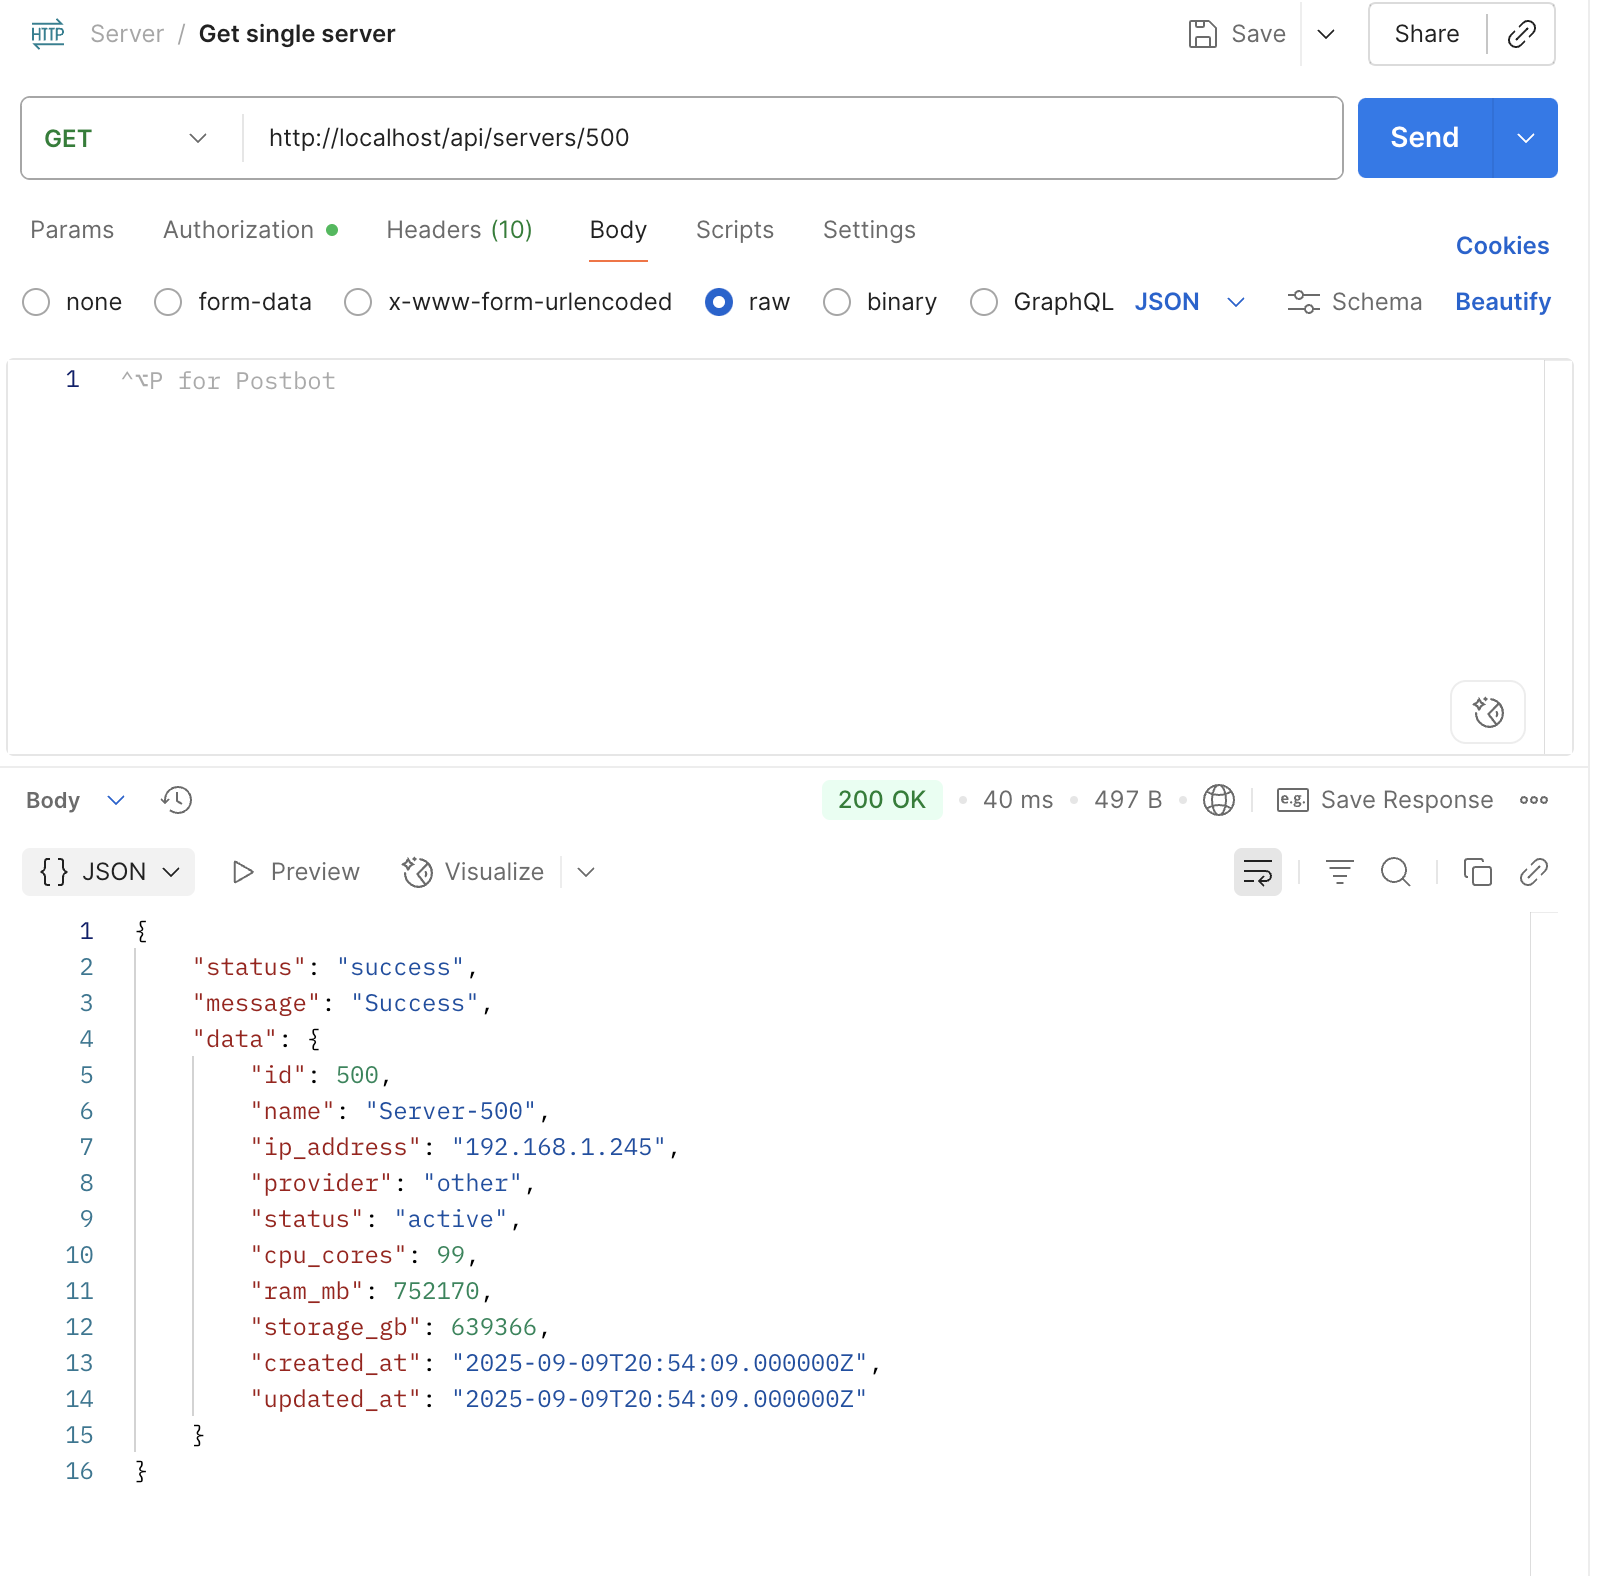 HTTP Server / Get single server Save Share
GET http://localhost/api/servers/500 Send
Params Authorization Headers (10) Body Scripts Settings Cookies
none form-data x-www-form-urlencoded raw binary GraphQL JSON Schema Beautify
1 ^⌥P for Postbot
Body 200 OK • 40 ms • 497 B • e.g. Save Response
{} JSON Preview Visualize
1 {
2 "status": "success",
3 "message": "Success",
4 "data": {
5 "id": 500,
6 "name": "Server-500",
7 "ip_address": "192.168.1.245",
8 "provider": "other",
9 "status": "active",
10 "cpu_cores": 99,
11 "ram_mb": 752170,
12 "storage_gb": 639366,
13 "created_at": "2025-09-09T20:54:09.000000Z",
14 "updated_at": "2025-09-09T20:54:09.000000Z"
15 }
16 }